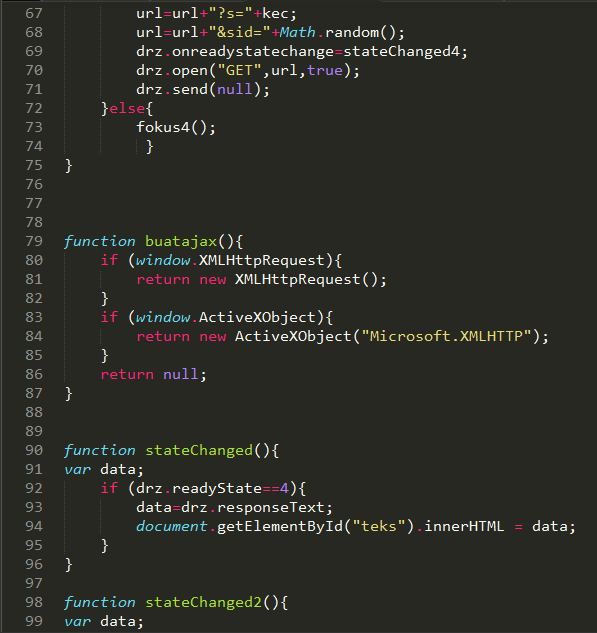 67 url=url+"?s="+kec;
68 url=url+"&sid="+Math.random();
69 drz.onreadystatechange=stateChanged4;
70 drz.open("GET",url,true);
71 drz.send(null);
72 }else{
73 fokus4();
74 }
75 }
76
77
78
79 function buatajax(){
80 if (window.XMLHttpRequest){
81 return new XMLHttpRequest();
82 }
83 if (window.ActiveXObject){
84 return new ActiveXObject("Microsoft.XMLHTTP");
85 }
86 return null;
87 }
88
89
90 function stateChanged(){
91 var data;
92 if (drz.readyState==4){
93 data=drz.responseText;
94 document.getElementById("teks").innerHTML = data;
95 }
96 }
97
98 function stateChanged2(){
99 var data;